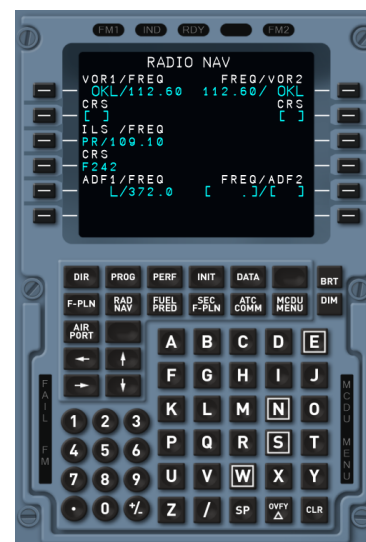 FM1 IND RDY FM2
RADIO NAV
VOR1/FREQ FREQ/VOR2
OKL/112.60 112.60/ OKL
CRS CRS
[ ] [ ]
ILS /FREQ
PR/109.10
CRS
F242
ADF1/FREQ FREQ/ADF2
L/372.0 [ .]/[ ]
DIR PROG PERF INIT DATA BRT
F-PLN RAD NAV FUEL PRED SEC F-PLN ATC COMM MCDU MENU DIM
AIR PORT
← ↑
→ ↓
A B C D E
F G H I J
K L M N O
P Q R S T
U V W X Y
Z / SP OVFY △ CLR
1 2 3
4 5 6
7 8 9
· 0 +/-
FAIL FM
MCDU MENU